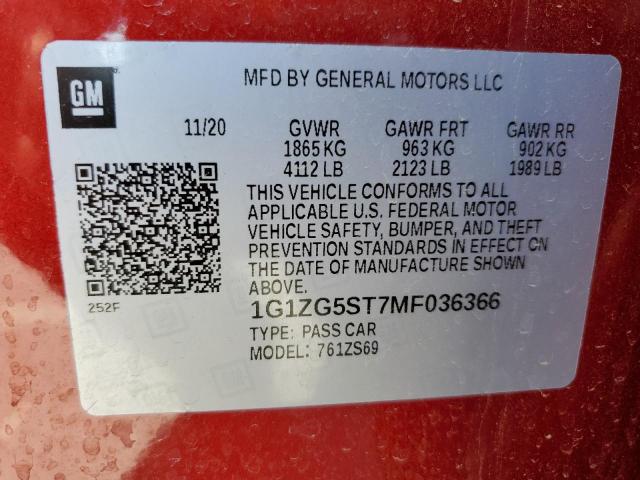 GM
MFD BY GENERAL MOTORS LLC
11/20 GVWR GAWR FRT GAWR RR
1865 KG 963 KG 902 KG
4112 LB 2123 LB 1989 LB
THIS VEHICLE CONFORMS TO ALL
APPLICABLE U.S. FEDERAL MOTOR
VEHICLE SAFETY, BUMPER, AND THEFT
PREVENTION STANDARDS IN EFFECT ON
THE DATE OF MANUFACTURE SHOWN
ABOVE.
252F
1G1ZG5ST7MF036366
TYPE: PASS CAR
MODEL: 761ZS69